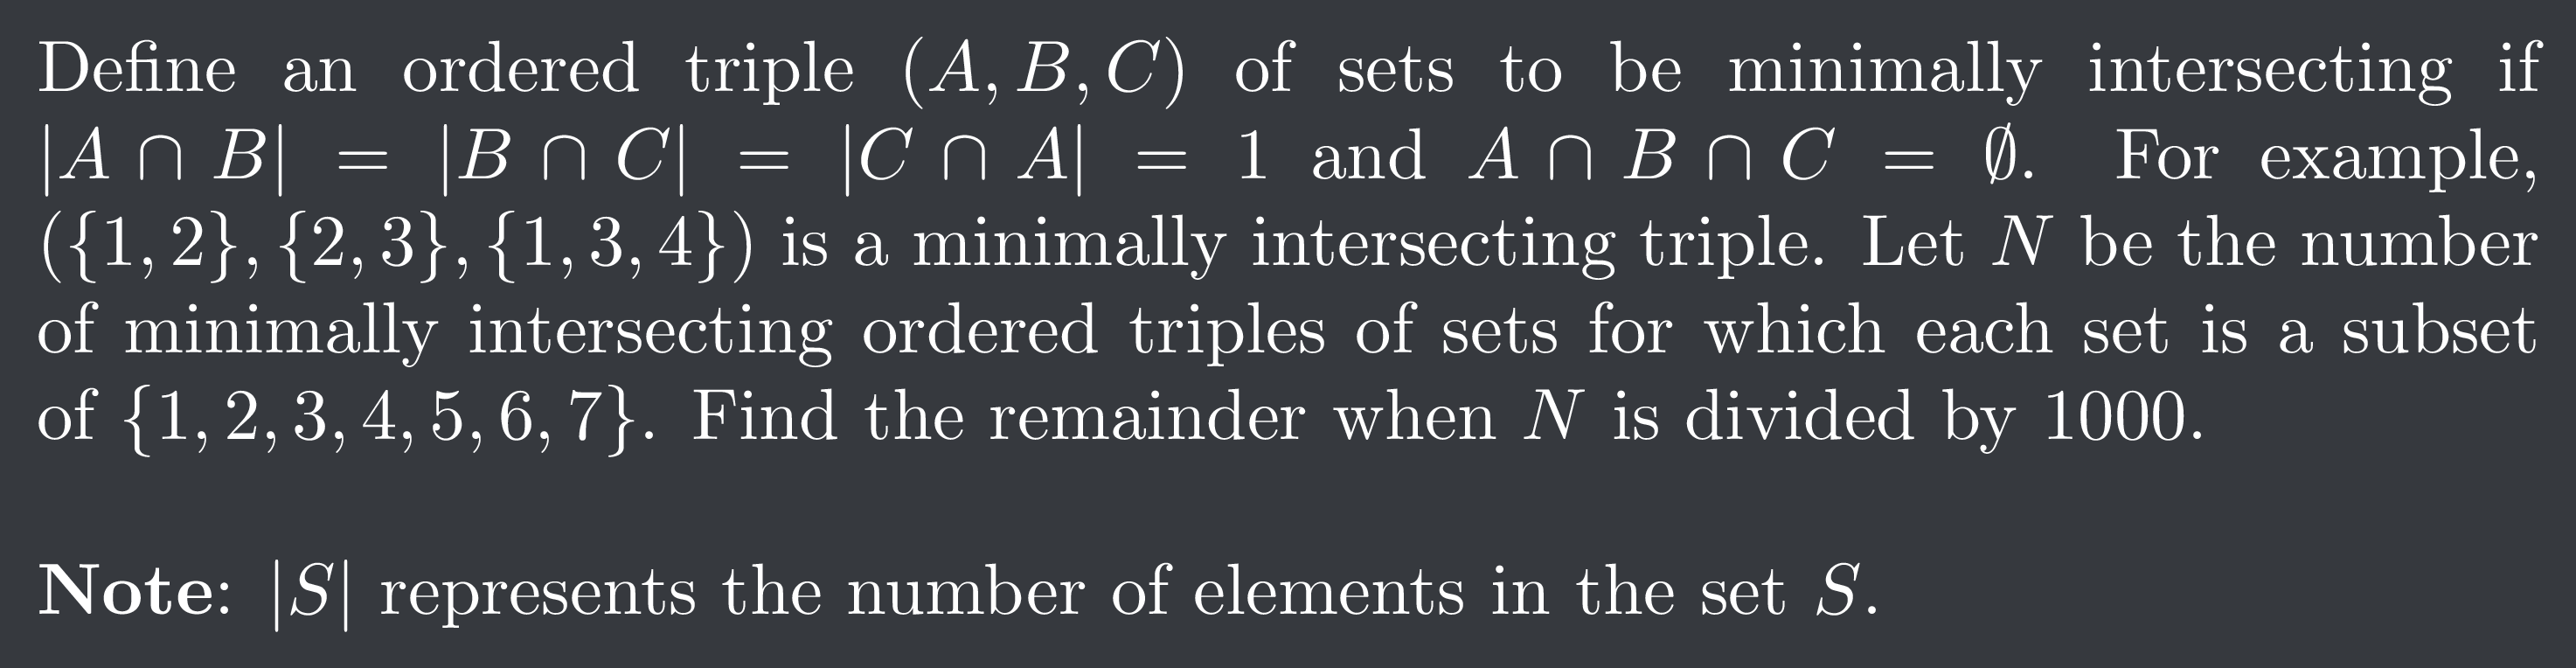 Define an ordered triple (A, B, C) of sets to be minimally intersecting if
|A ∩ B| = |B ∩ C| = |C ∩ A| = 1 and A ∩ B ∩ C = ∅. For example,
({1, 2}, {2, 3}, {1, 3, 4}) is a minimally intersecting triple. Let N be the number
of minimally intersecting ordered triples of sets for which each set is a subset
of {1, 2, 3, 4, 5, 6, 7}. Find the remainder when N is divided by 1000.
Note: |S| represents the number of elements in the set S.